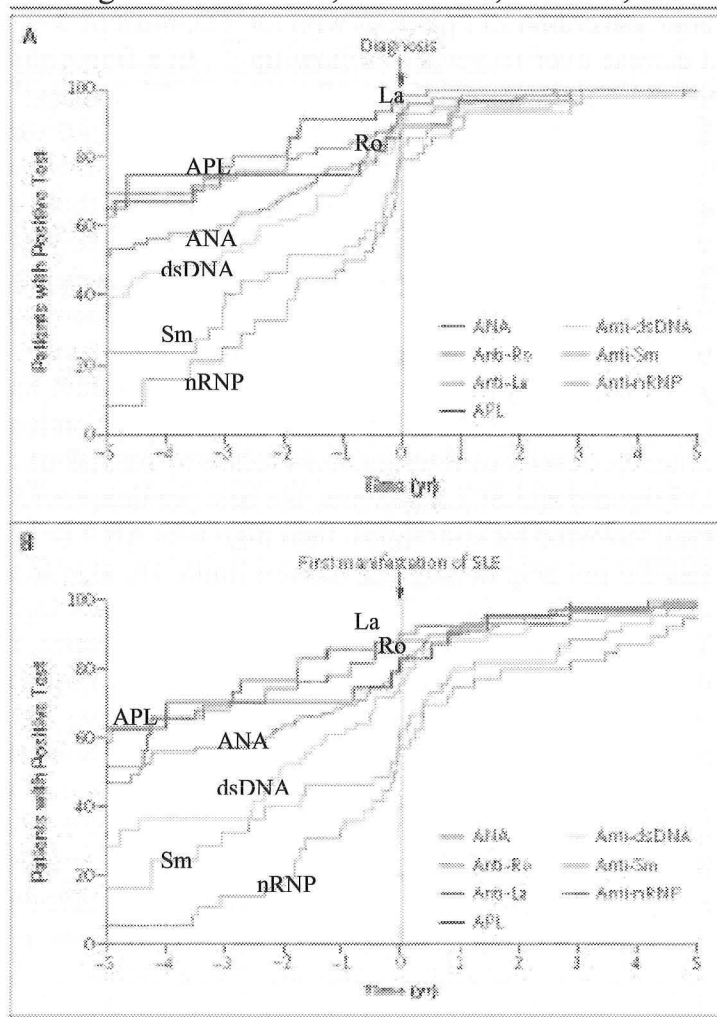 A
Diagnosis
100
80
60
40
20
0
Patients with Positive Test
La
Ro
APL
ANA
dsDNA
Sm
nRNP
ANA
Anti-Ro
Anti-La
APL
Anti-dsDNA
Anti-Sm
Anti-nRNP
-5 -4 -3 -2 -1 0 1 2 3 4 5
Time (yr)
B
First manifestation of SLE
100
80
60
40
20
0
Patients with Positive Test
La
Ro
APL
ANA
dsDNA
Sm
nRNP
ANA
Anti-Ro
Anti-La
APL
Anti-dsDNA
Anti-Sm
Anti-nRNP
-5 -4 -3 -2 -1 0 1 2 3 4 5
Time (yr)